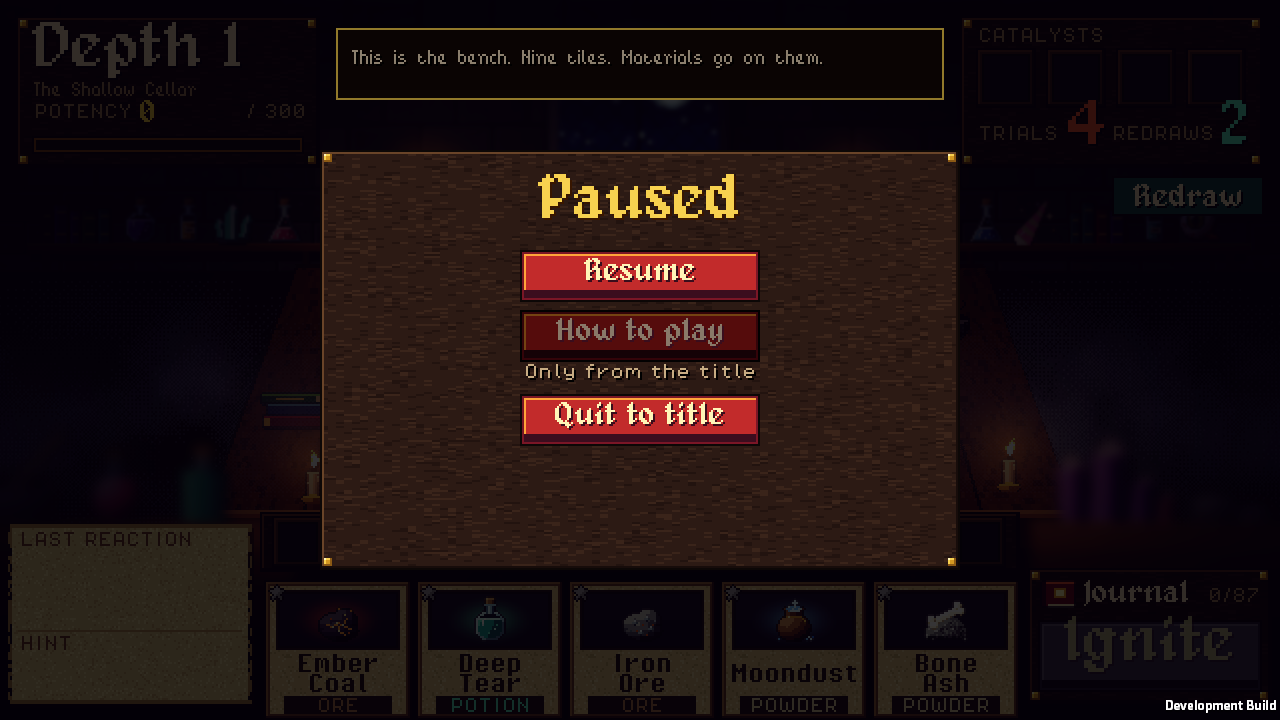 Depth 1
The Shallow Cellar
POTENCY 0 / 300
This is the bench. Nine tiles. Materials go on them.
CATALYSTS
TRIALS 4 REDRAWS 2
Redraw
Paused
Resume
How to play
Only from the title
Quit to title
LAST REACTION
HINT
Ember
Coal
ORE
Deep
Tear
POTION
Iron
Ore
ORE
Moondust
POWDER
Bone
Ash
POWDER
Journal 0/87
Ignite
Development Build